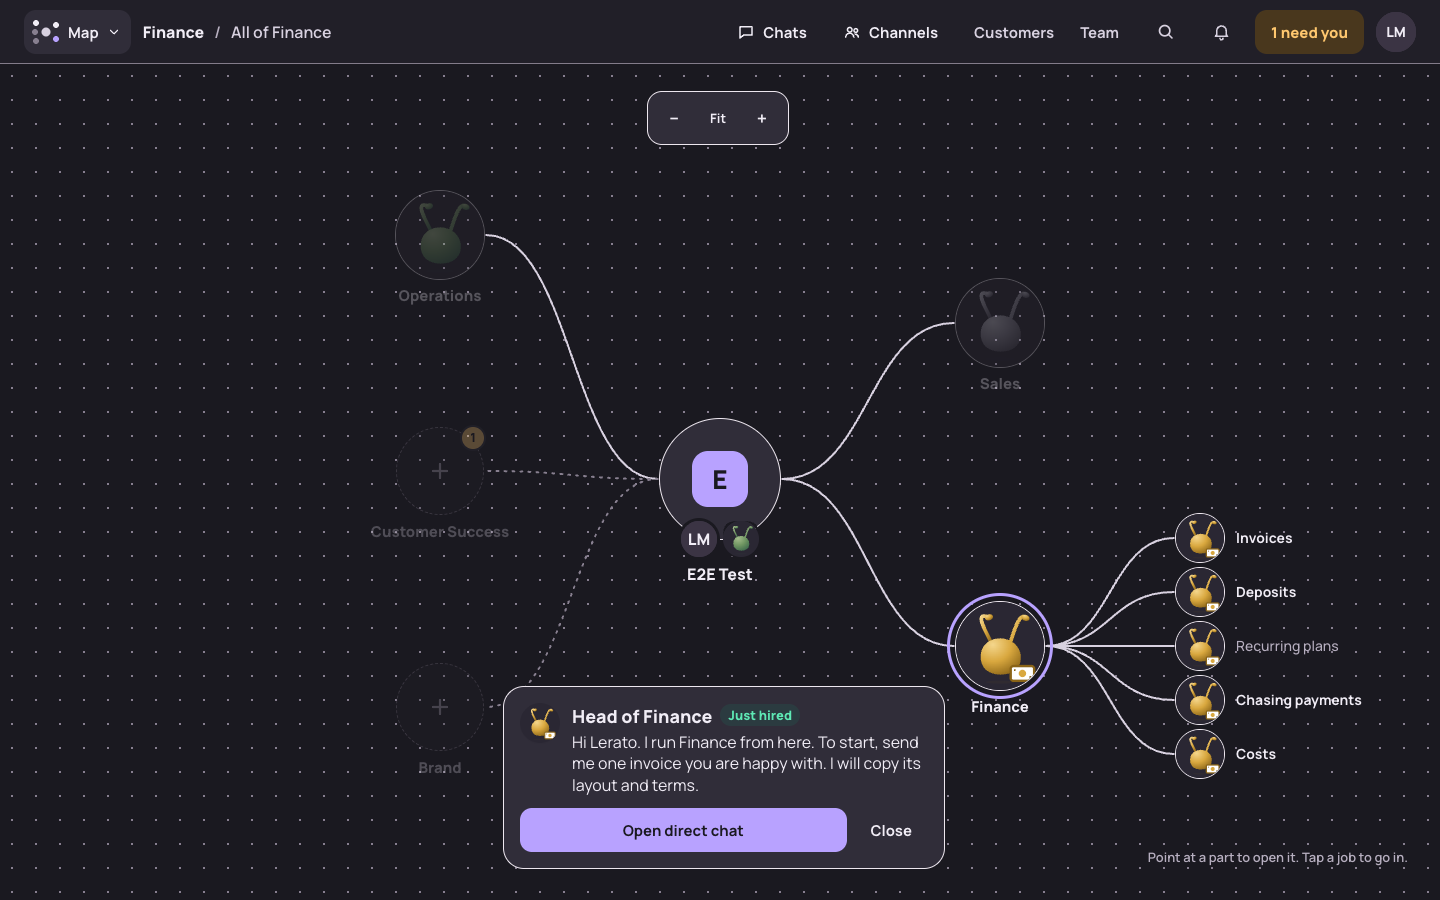 Map
Finance / All of Finance
Chats
Channels
Customers
Team
1 need you
LM
− Fit +
Operations
Sales
1
Customer Success
E
LM
E2E Test
Invoices
Deposits
Recurring plans
Chasing payments
Costs
Finance
Brand
Head of Finance
Just hired
Hi Lerato. I run Finance from here. To start, send
me one invoice you are happy with. I will copy its
layout and terms.
Open direct chat
Close
Point at a part to open it. Tap a job to go in.